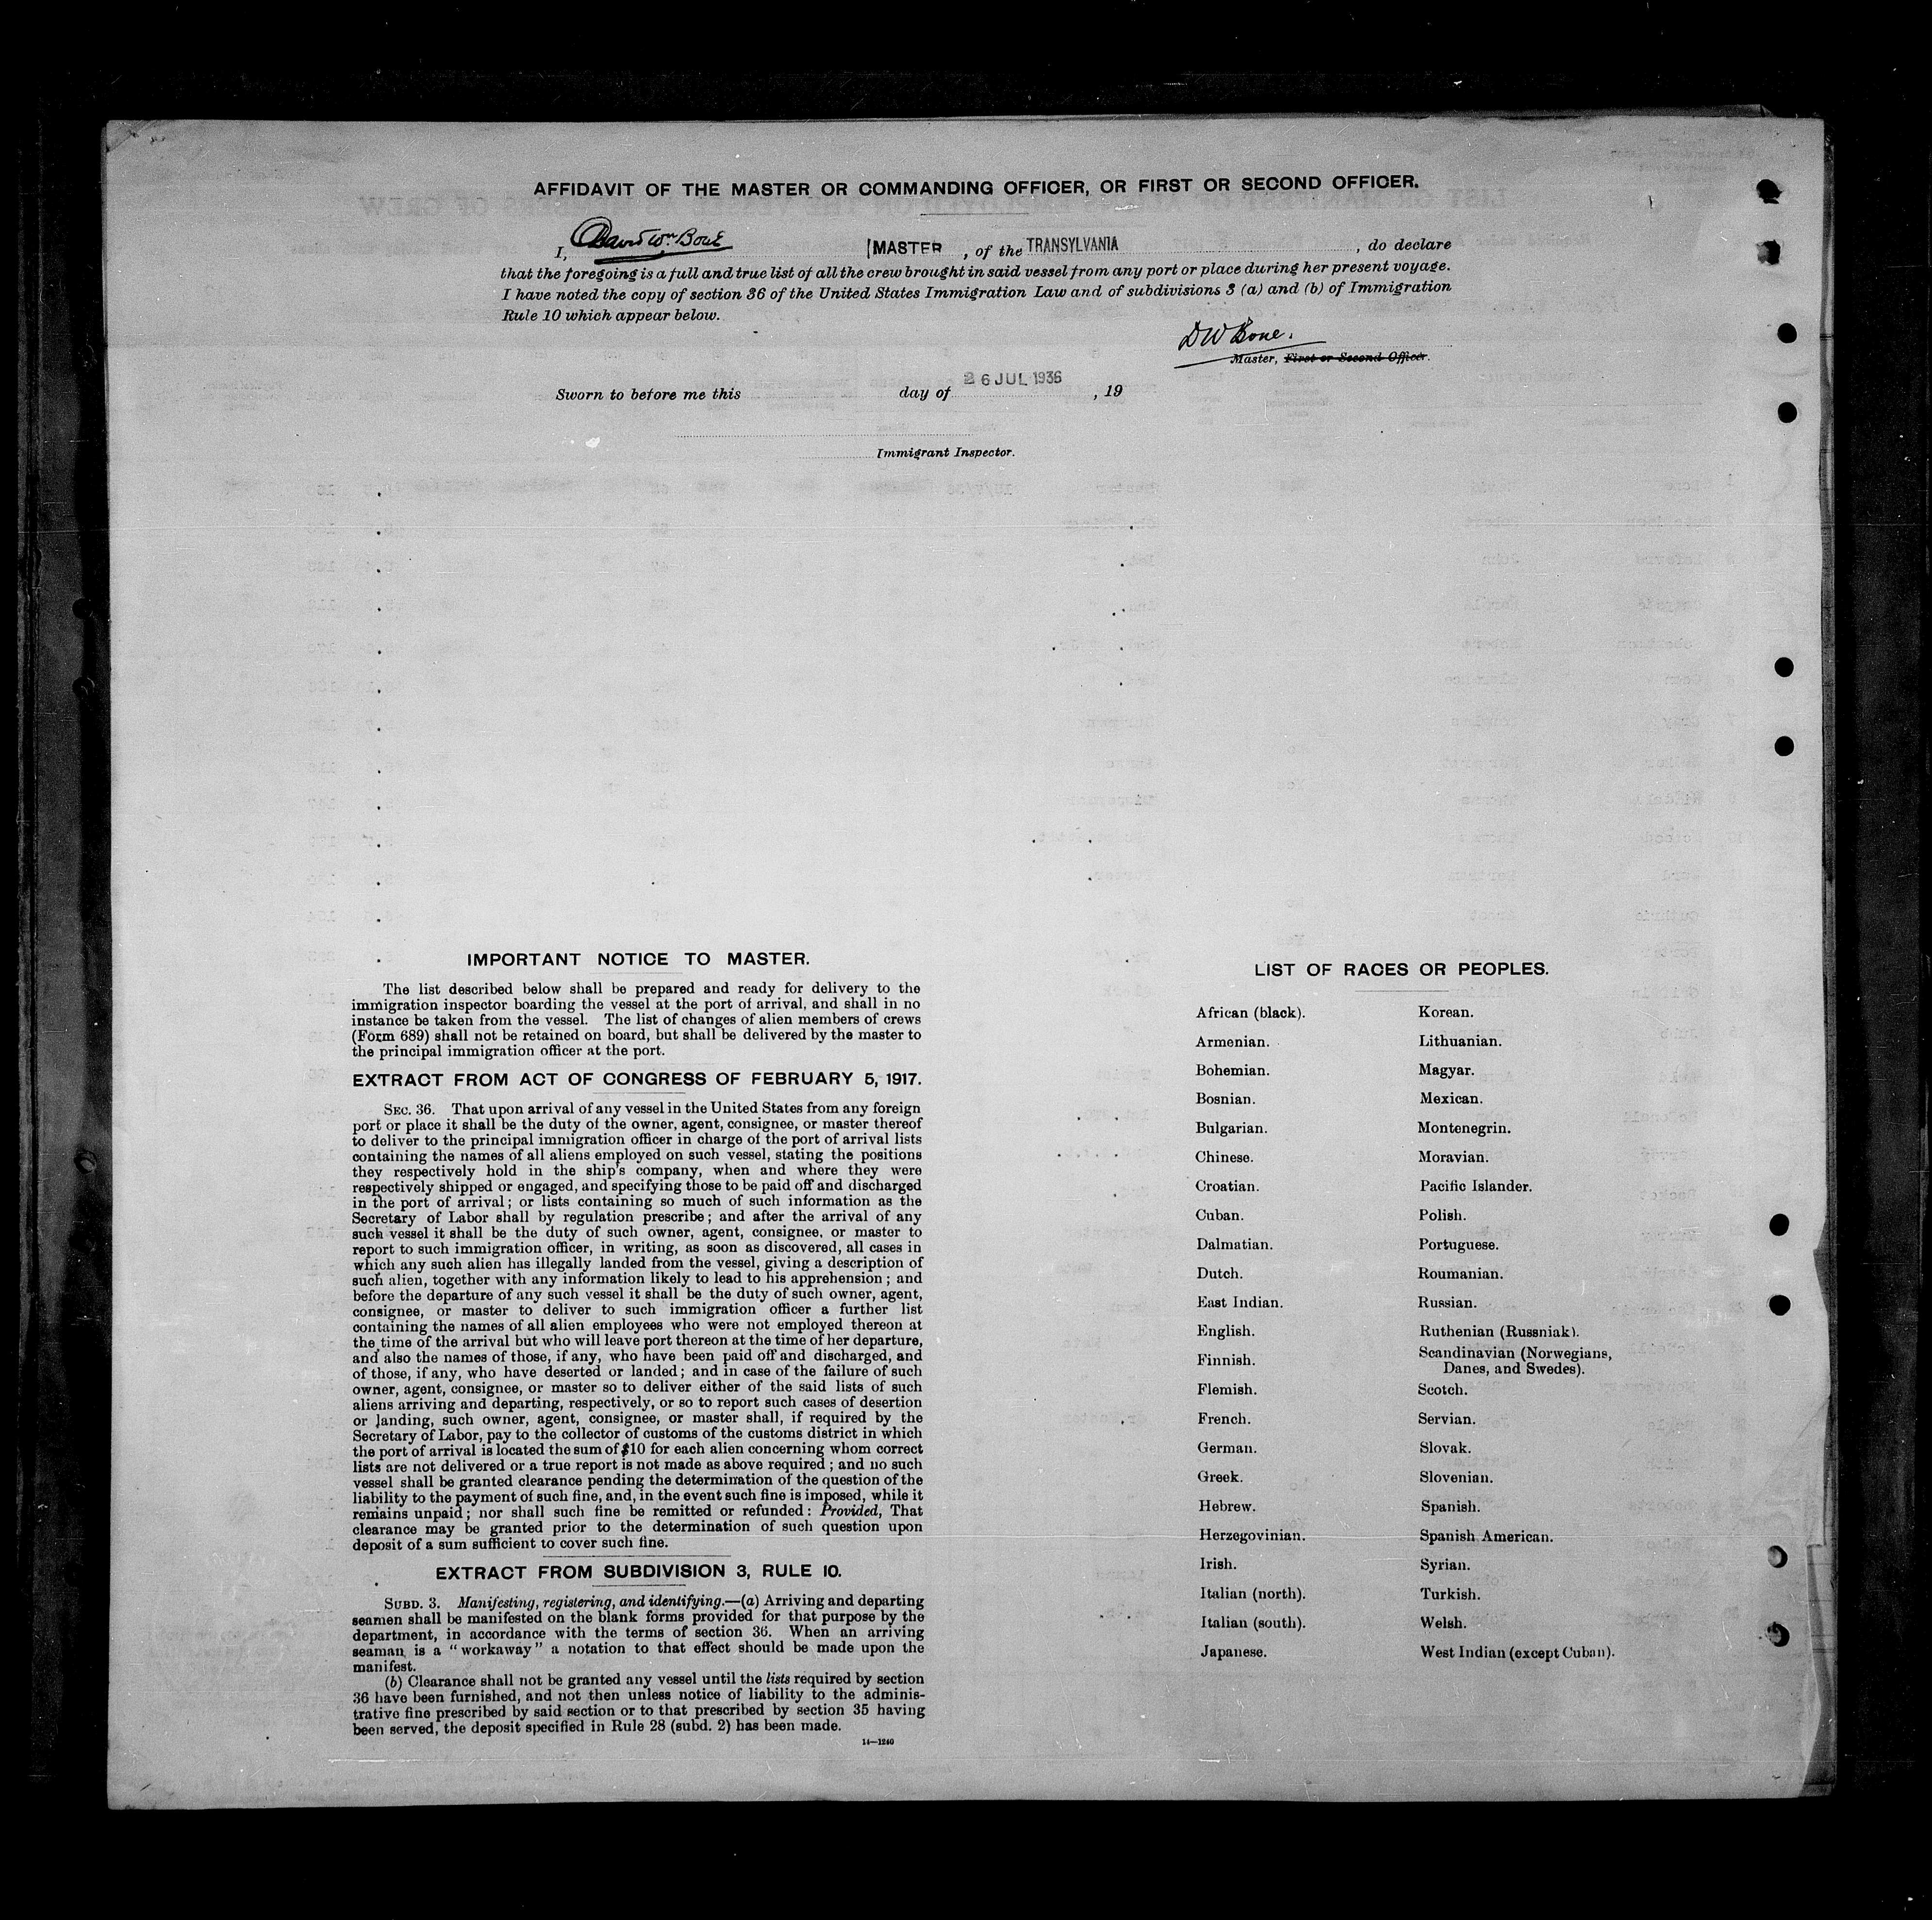 AFFIDAVIT OF THE MASTER OR COMMANDING OFFICER, OR FIRST OR SECOND OFFICER.
I, David Wm Bone MASTER, of the TRANSYLVANIA, do declare
that the foregoing is a full and true list of all the crew brought in said vessel from any port or place during her present voyage.
I have noted the copy of section 36 of the United States Immigration Law and of subdivisions 3 (a) and (b) of Immigration
Rule 10 which appear below.
DW Bone.
Master, First or Second Officer.
Sworn to before me this day of 26 JUL 1936, 19
Immigrant Inspector.
IMPORTANT NOTICE TO MASTER.
The list described below shall be prepared and ready for delivery to the
immigration inspector boarding the vessel at the port of arrival, and shall in no
instance be taken from the vessel. The list of changes of alien members of crews
(Form 689) shall not be retained on board, but shall be delivered by the master to
the principal immigration officer at the port.
EXTRACT FROM ACT OF CONGRESS OF FEBRUARY 5, 1917.
SEC. 36. That upon arrival of any vessel in the United States from any foreign
port or place it shall be the duty of the owner, agent, consignee, or master thereof
to deliver to the principal immigration officer in charge of the port of arrival lists
containing the names of all aliens employed on such vessel, stating the positions
they respectively hold in the ship's company, when and where they were
respectively shipped or engaged, and specifying those to be paid off and discharged
in the port of arrival; or lists containing so much of such information as the
Secretary of Labor shall by regulation prescribe; and after the arrival of any
such vessel it shall be the duty of such owner, agent, consignee, or master to
report to such immigration officer, in writing, as soon as discovered, all cases in
which any such alien has illegally landed from the vessel, giving a description of
such alien, together with any information likely to lead to his apprehension; and
before the departure of any such vessel it shall be the duty of such owner, agent,
consignee, or master to deliver to such immigration officer a further list
containing the names of all alien employees who were not employed thereon at
the time of the arrival but who will leave port thereon at the time of her departure,
and also the names of those, if any, who have been paid off and discharged, and
of those, if any, who have deserted or landed; and in case of the failure of such
owner, agent, consignee, or master so to deliver either of the said lists of such
aliens arriving and departing, respectively, or so to report such cases of desertion
or landing, such owner, agent, consignee, or master shall, if required by the
Secretary of Labor, pay to the collector of customs of the customs district in which
the port of arrival is located the sum of $10 for each alien concerning whom correct
lists are not delivered or a true report is not made as above required; and no such
vessel shall be granted clearance pending the determination of the question of the
liability to the payment of such fine, and, in the event such fine is imposed, while it
remains unpaid; nor shall such fine be remitted or refunded: Provided, That
clearance may be granted prior to the determination of such question upon
deposit of a sum sufficient to cover such fine.
EXTRACT FROM SUBDIVISION 3, RULE 10.
SUBD. 3. Manifesting, registering, and identifying.—(a) Arriving and departing
seamen shall be manifested on the blank forms provided for that purpose by the
department, in accordance with the terms of section 36. When an arriving
seaman is a "workaway" a notation to that effect should be made upon the
manifest.
(b) Clearance shall not be granted any vessel until the lists required by section
36 have been furnished, and not then unless notice of liability to the adminis-
trative fine prescribed by said section or to that prescribed by section 35 having
been served, the deposit specified in Rule 28 (subd. 2) has been made.
14—1240
LIST OF RACES OR PEOPLES.
African (black).
Armenian.
Bohemian.
Bosnian.
Bulgarian.
Chinese.
Croatian.
Cuban.
Dalmatian.
Dutch.
East Indian.
English.
Finnish.
Flemish.
French.
German.
Greek.
Hebrew.
Herzegovinian.
Irish.
Italian (north).
Italian (south).
Japanese.
Korean.
Lithuanian.
Magyar.
Mexican.
Montenegrin.
Moravian.
Pacific Islander.
Polish.
Portuguese.
Roumanian.
Russian.
Ruthenian (Russniak).
Scandinavian (Norwegians,
Danes, and Swedes).
Scotch.
Servian.
Slovak.
Slovenian.
Spanish.
Spanish American.
Syrian.
Turkish.
Welsh.
West Indian (except Cuban).